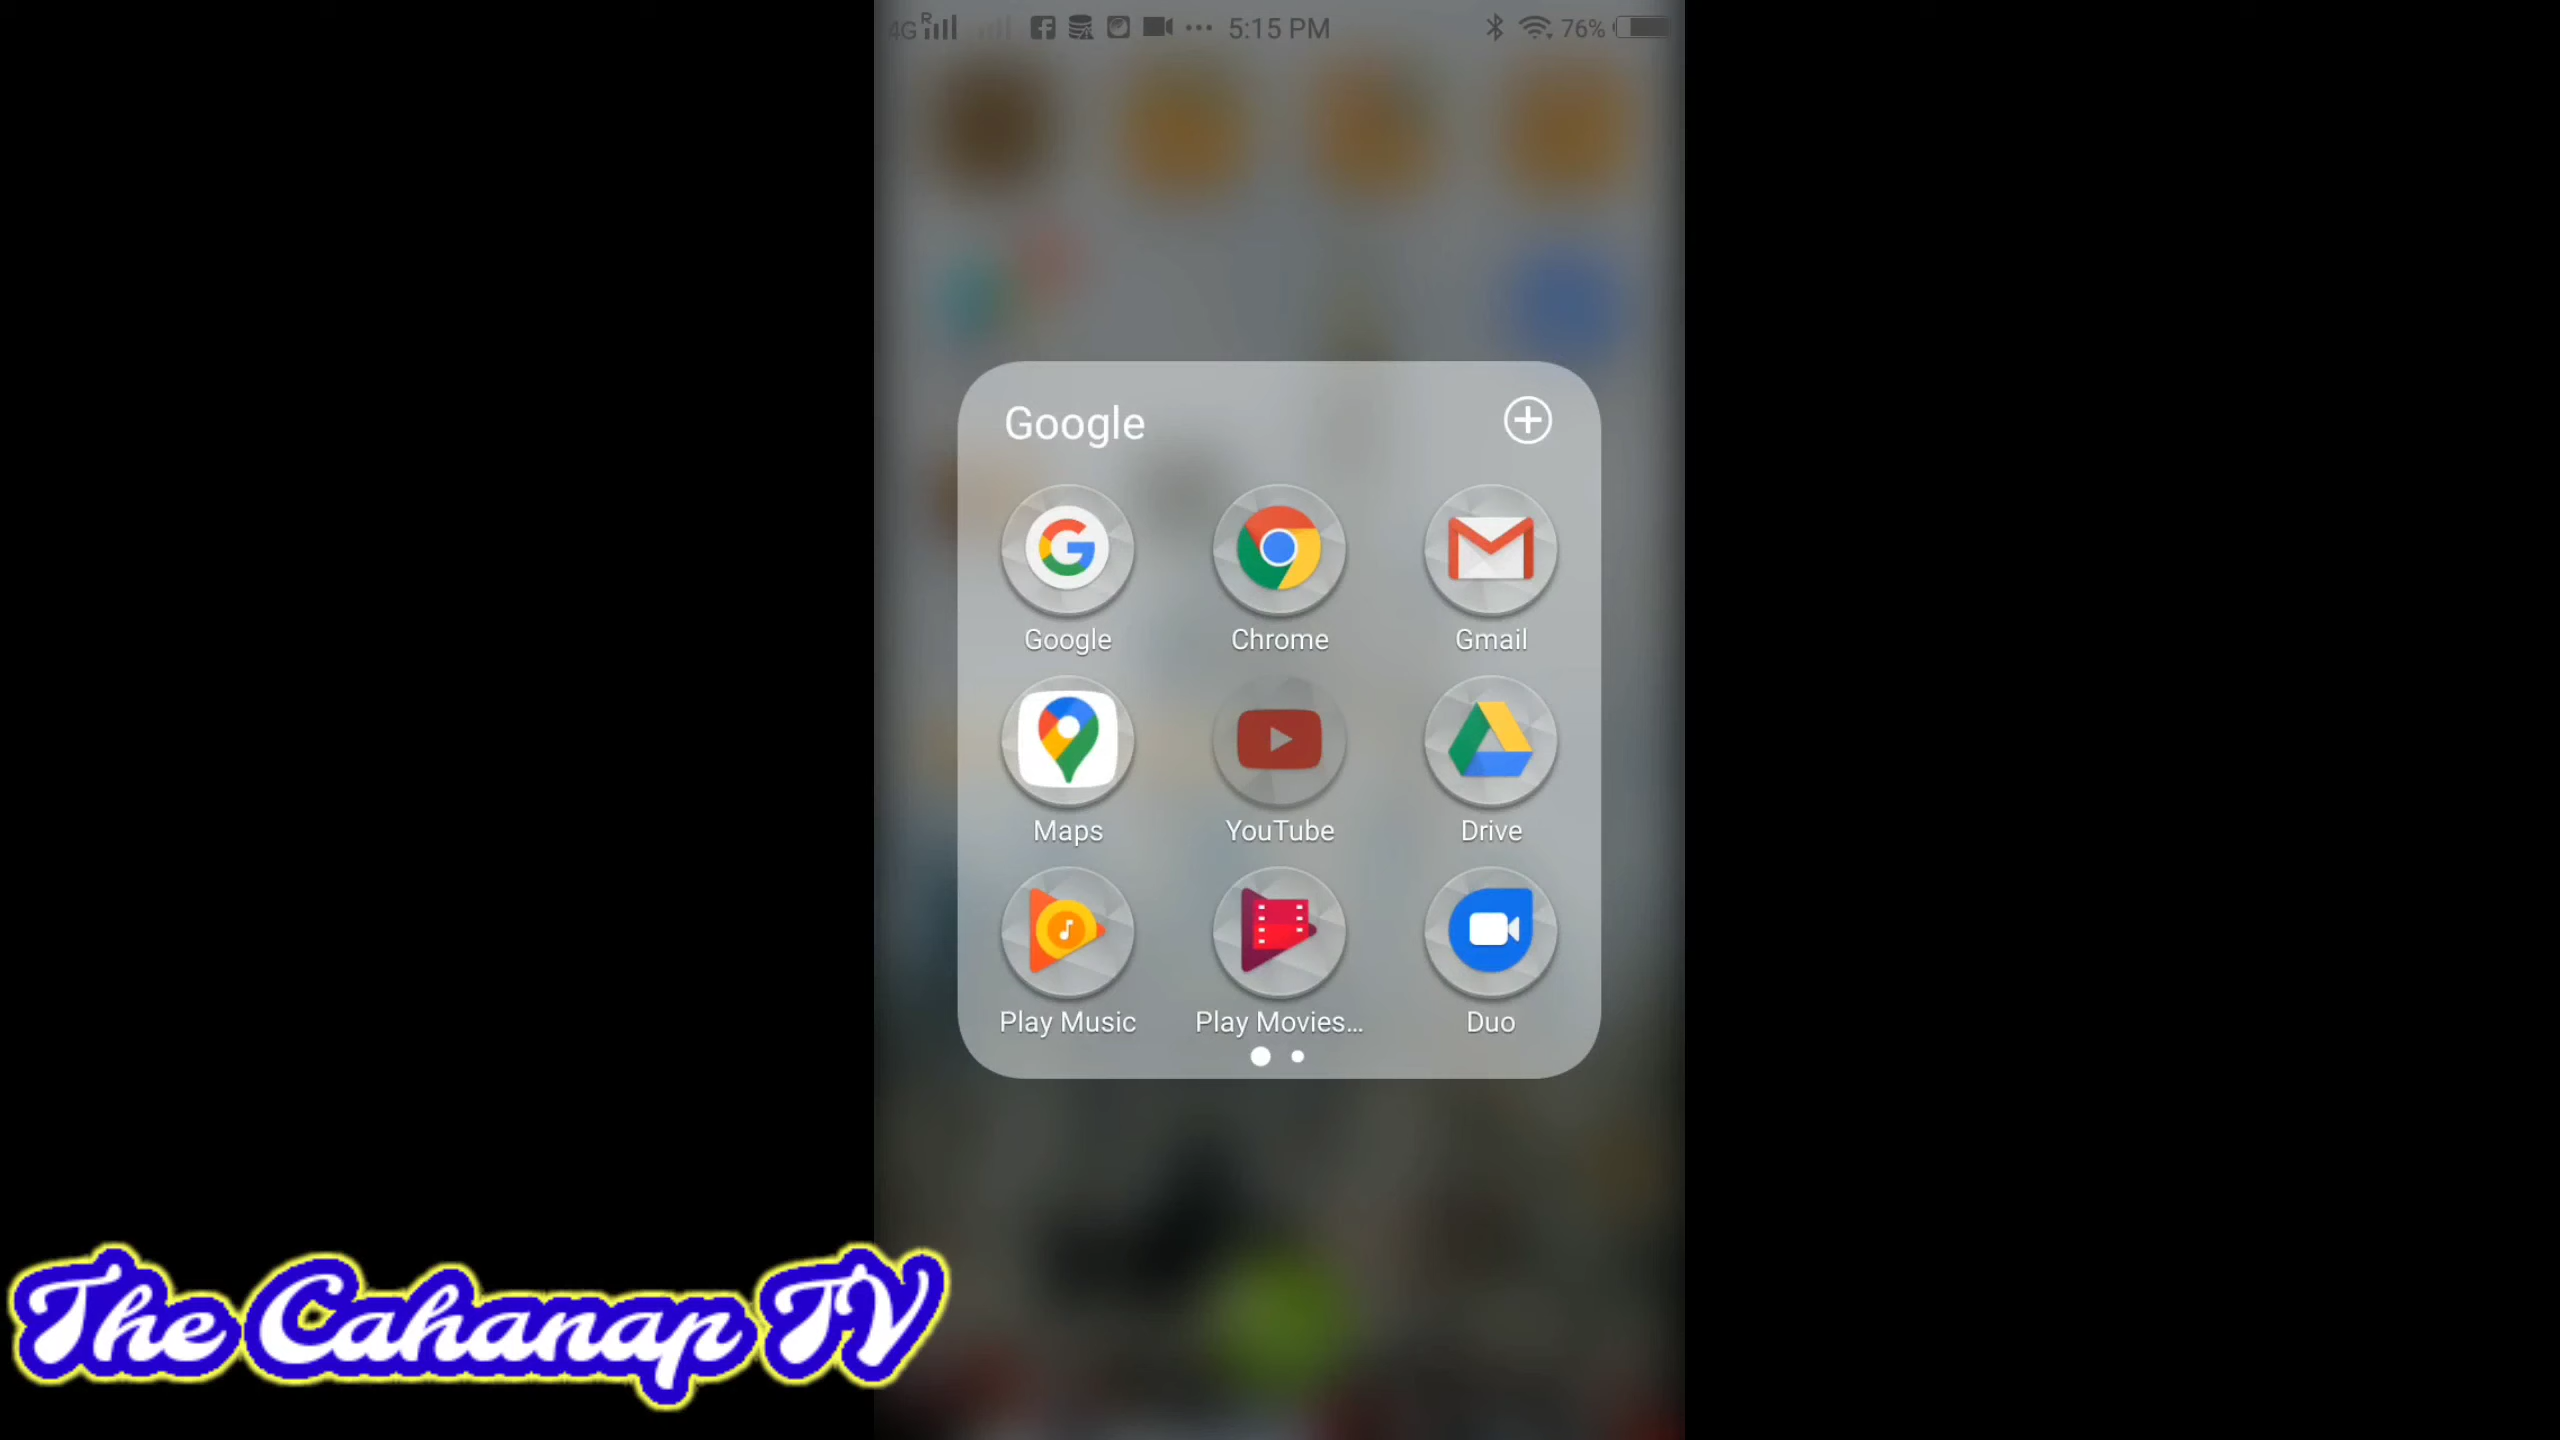 4G R 5:15 PM 76%
Google
Google Chrome Gmail
Maps YouTube Drive
Play Music Play Movies... Duo
The Cahanap TV